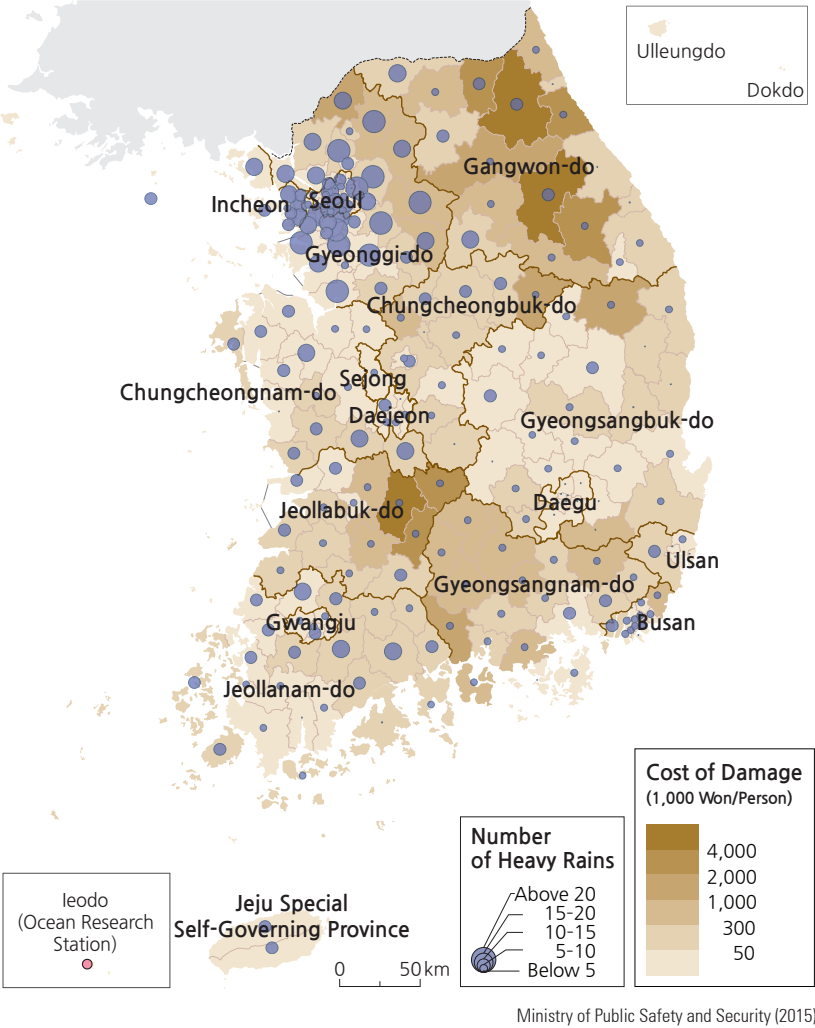 Ulleungdo
Dokdo
Gangwon-do
Incheon
Seoul
Gyeonggi-do
Chungcheongbuk-do
Sejong
Chungcheongnam-do
Daejeon
Gyeongsangbuk-do
Jeollabuk-do
Daegu
Ulsan
Gyeongsangnam-do
Gwangju
Busan
Jeollanam-do
Jeju Special
Self-Governing Province
Ieodo
(Ocean Research
Station)
0 50 km
Number
of Heavy Rains
Above 20
15-20
10-15
5-10
Below 5
Cost of Damage
(1,000 Won/Person)
4,000
2,000
1,000
300
50
Ministry of Public Safety and Security (2015)